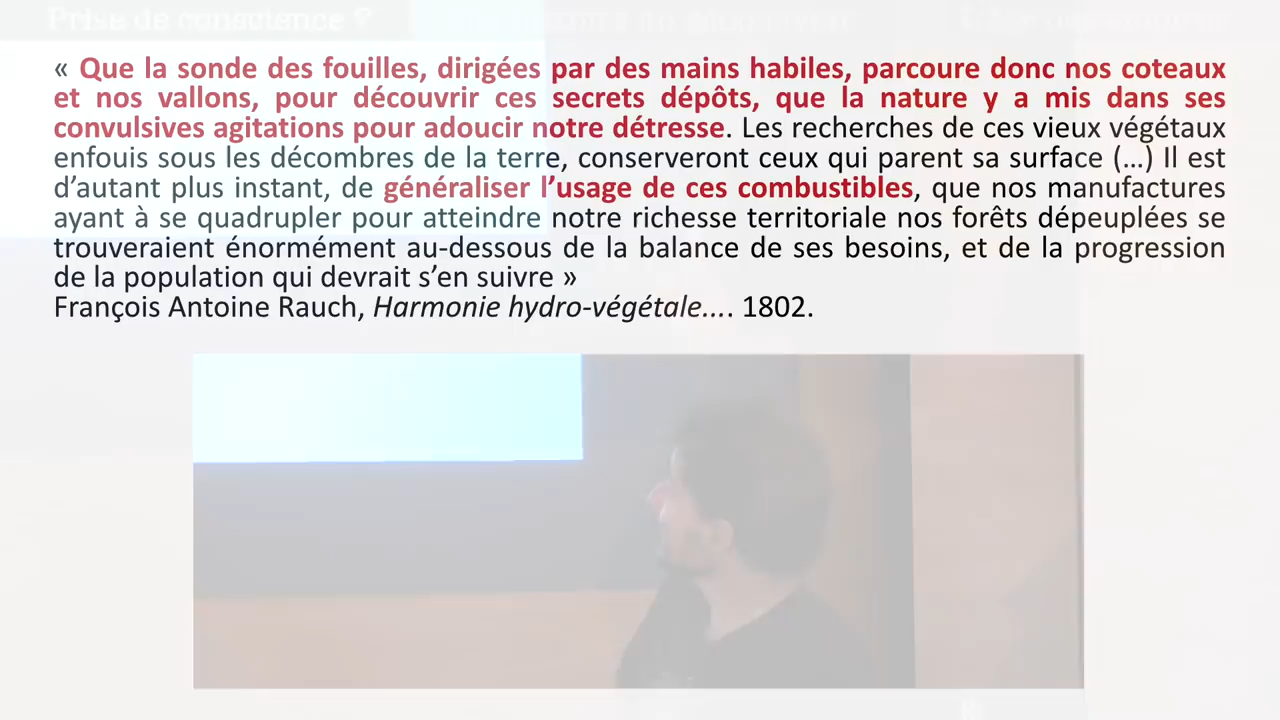 Prise de conscience ?
« Que la sonde des fouilles, dirigées par des mains habiles, parcoure donc nos coteaux
et nos vallons, pour découvrir ces secrets dépôts, que la nature y a mis dans ses
convulsives agitations pour adoucir notre détresse. Les recherches de ces vieux végétaux
enfouis sous les décombres de la terre, conserveront ceux qui parent sa surface (…) Il est
d’autant plus instant, de généraliser l’usage de ces combustibles, que nos manufactures
ayant à se quadrupler pour atteindre notre richesse territoriale nos forêts dépeuplées se
trouveraient énormément au-dessous de la balance de ses besoins, et de la progression
de la population qui devrait s’en suivre »
François Antoine Rauch, Harmonie hydro-végétale.... 1802.